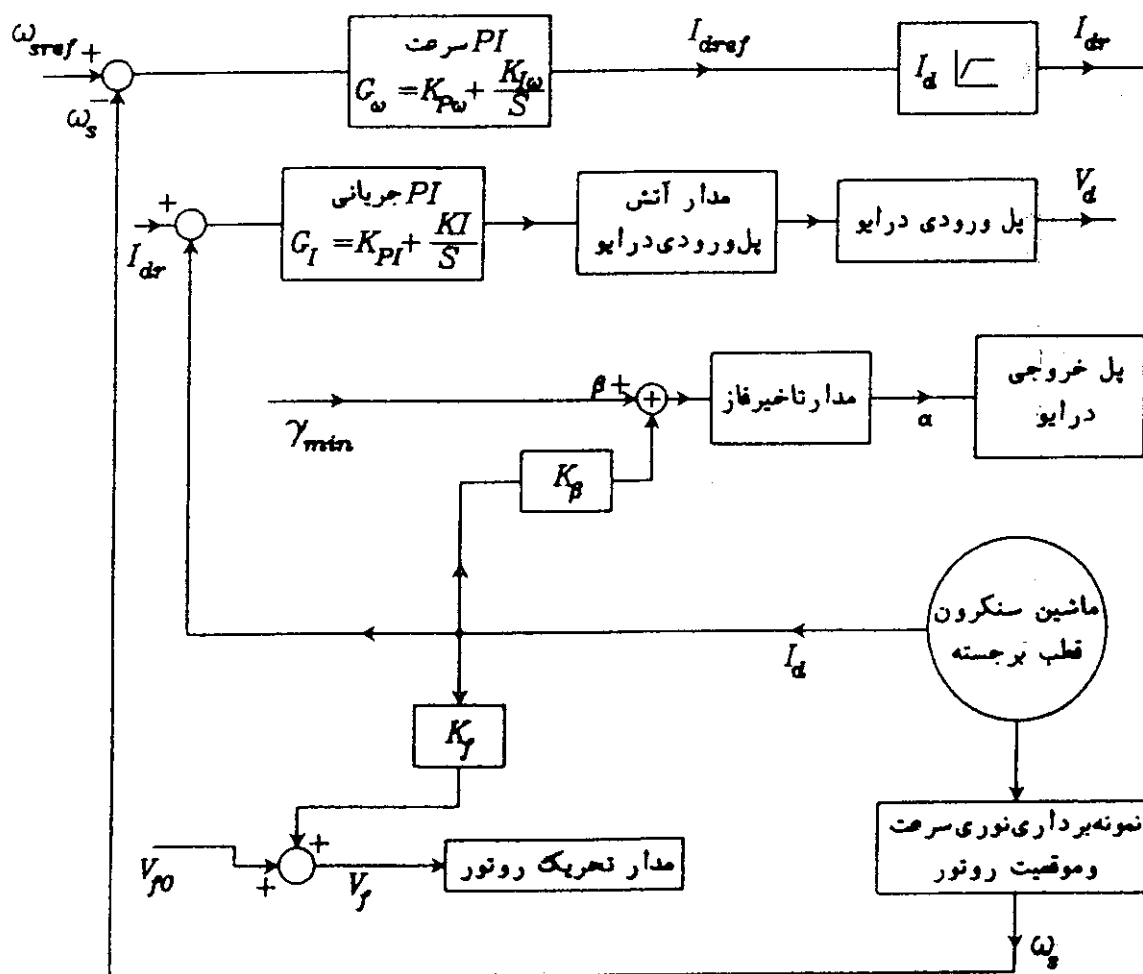 ω_sref +
−
ω_s
PI سرعت
G_ω = K_Pω + K_Iω/S
I_dref
I_d
I_dr
+
I_dr
PI جریانی
G_I = K_PI + KI/S
مدار آتش
پل ورودی درایو
پل ورودی درایو
V_d
γ_min
β +
+
مدار تاخیر فاز
α
پل خروجی
درایو
K_β
ماشین سنکرون
قطب برجسته
I_d
K_f
نمونه‌برداری نوری سرعت
وموقعیت روتور
V_f0
+
+
V_f
مدار تحریک روتور
ω_s